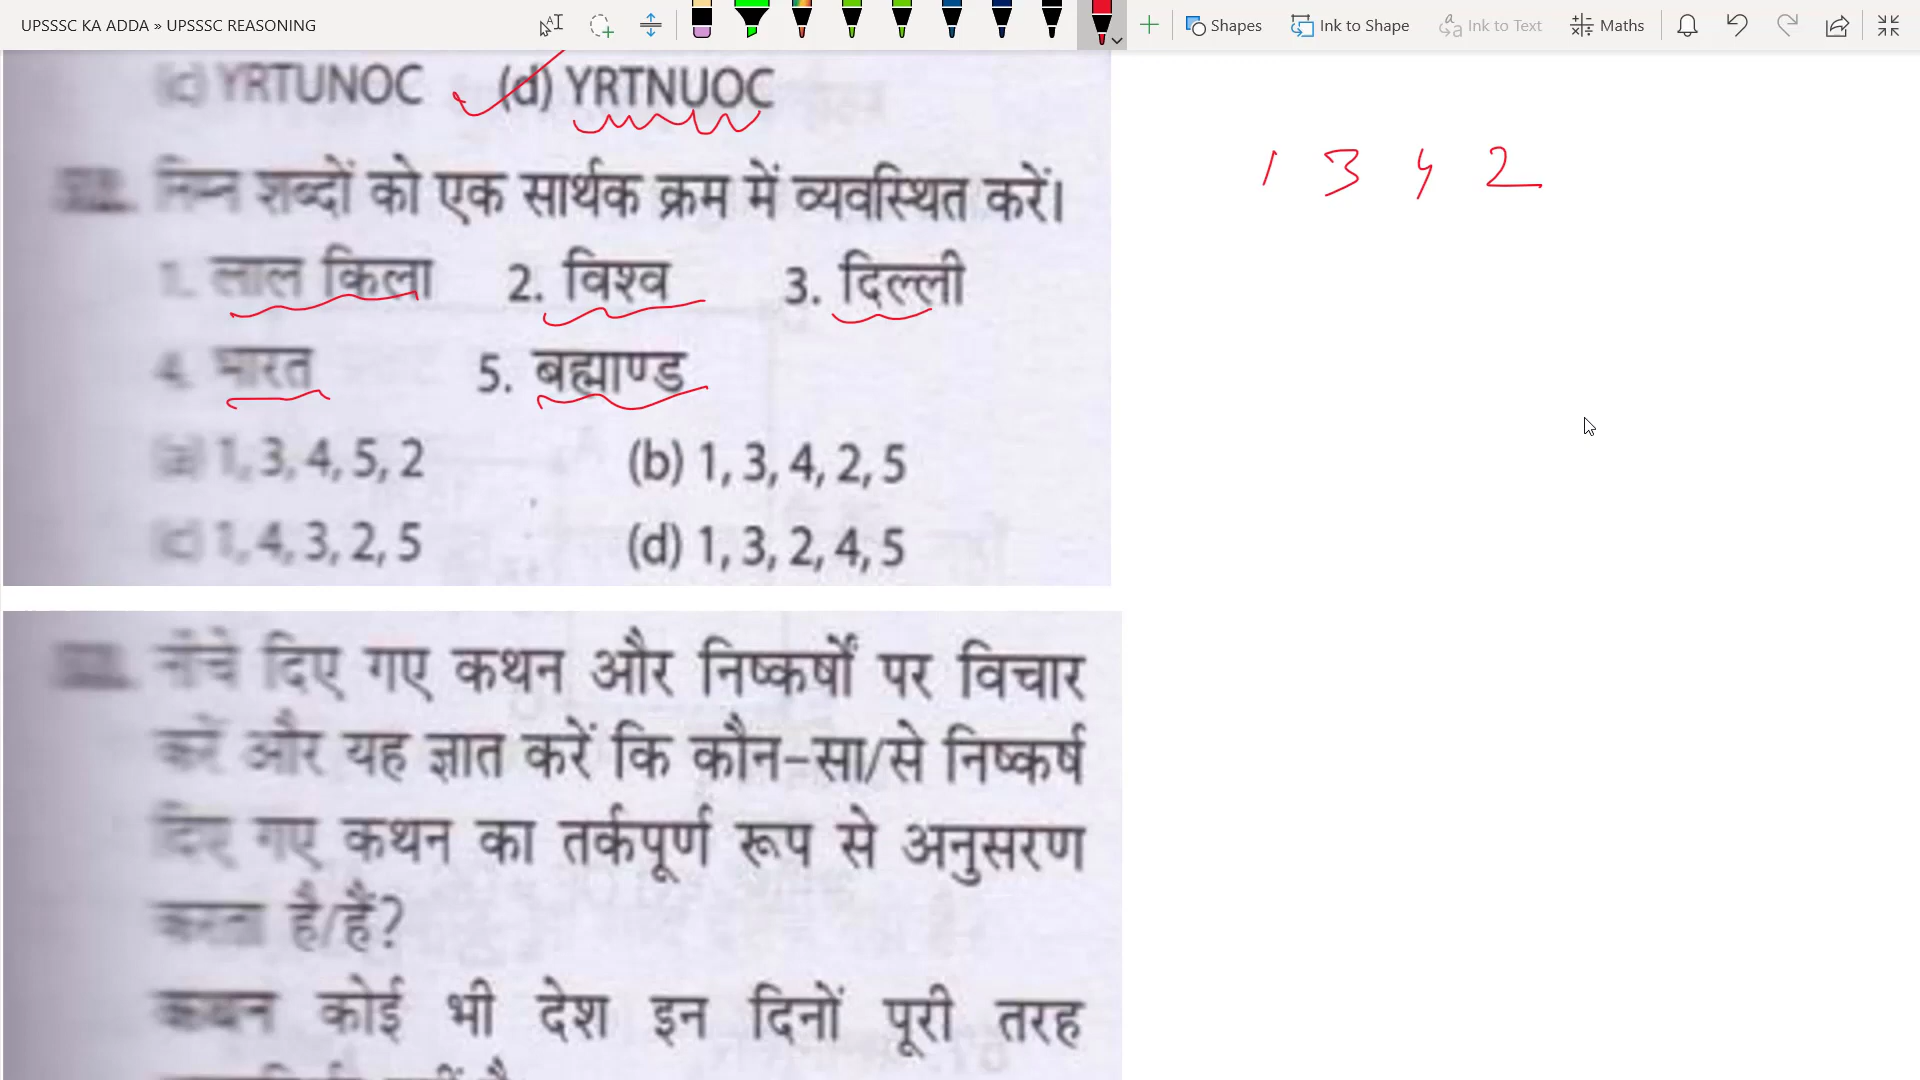 UPSSSC KA ADDA » UPSSSC REASONING
Shapes Ink to Shape Ink to Text Maths
(c) YRTUNOC (d) YRTNUOC
निम्न शब्दों को एक सार्थक क्रम में व्यवस्थित करें।
1 3 4 2
1. लाल किला 2. विश्व 3. दिल्ली
4. भारत 5. बह्माण्ड
(a) 1, 3, 4, 5, 2 (b) 1, 3, 4, 2, 5
(c) 1, 4, 3, 2, 5 (d) 1, 3, 2, 4, 5
नीचे दिए गए कथन और निष्कर्षों पर विचार
करें और यह ज्ञात करें कि कौन-सा/से निष्कर्ष
दिए गए कथन का तर्कपूर्ण रूप से अनुसरण
करता है/हैं?
कथन कोई भी देश इन दिनों पूरी तरह